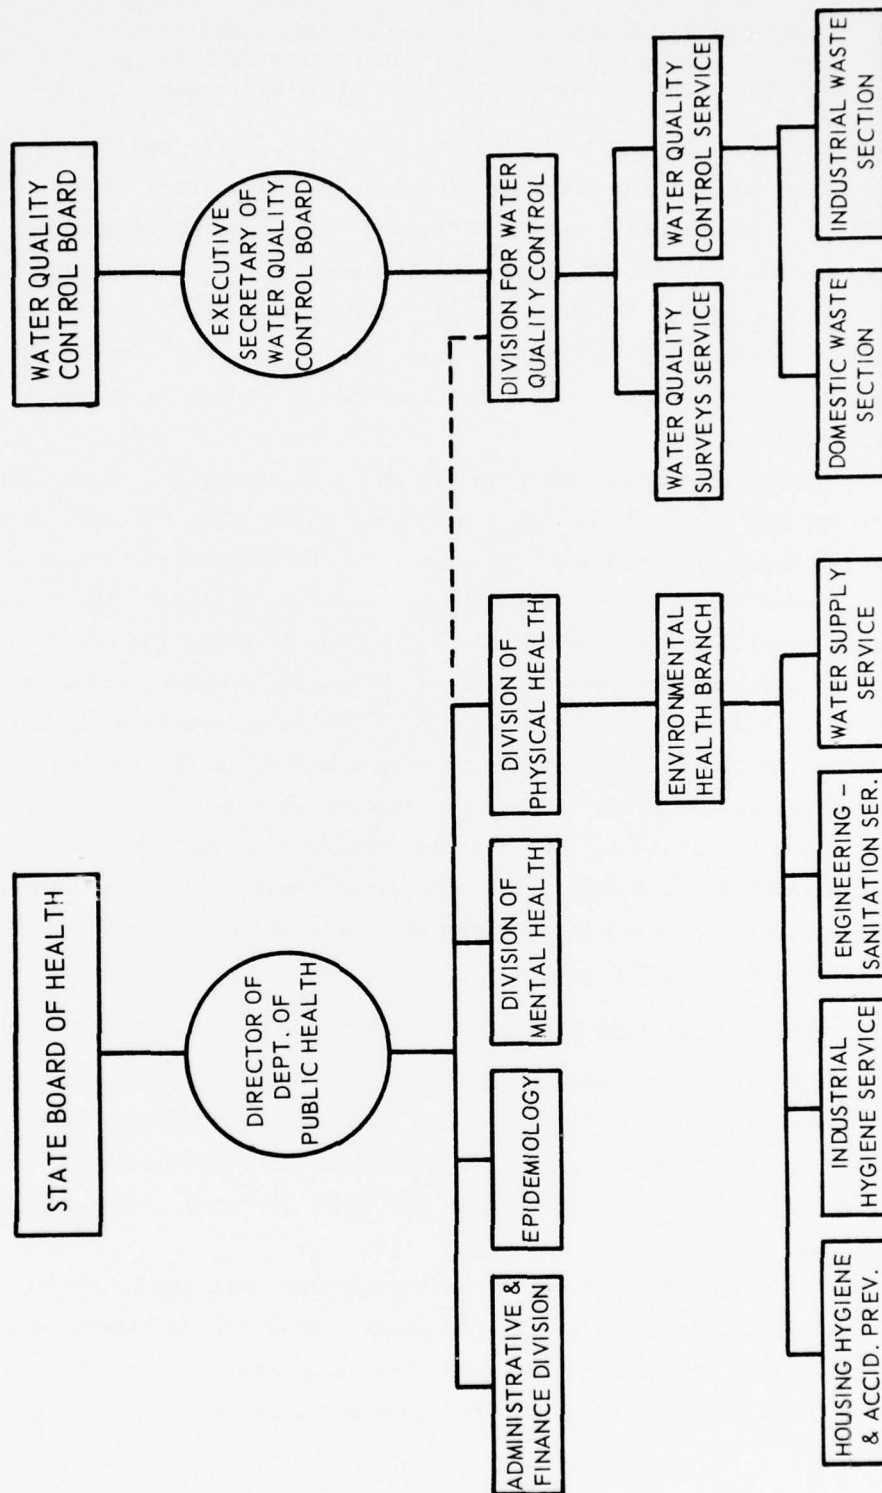 STATE BOARD OF HEALTH
WATER QUALITY
CONTROL BOARD
DIRECTOR OF
DEPT. OF
PUBLIC HEALTH
EXECUTIVE
SECRETARY OF
WATER QUALITY
CONTROL BOARD
ADMINISTRATIVE &
FINANCE DIVISION
EPIDEMIOLOGY
DIVISION OF
MENTAL HEALTH
DIVISION OF
PHYSICAL HEALTH
DIVISION FOR WATER
QUALITY CONTROL
ENVIRONMENTAL
HEALTH BRANCH
WATER QUALITY
SURVEYS SERVICE
WATER QUALITY
CONTROL SERVICE
HOUSING HYGIENE
& ACCID. PREV.
INDUSTRIAL
HYGIENE SERVICE
ENGINEERING –
SANITATION SER.
WATER SUPPLY
SERVICE
DOMESTIC WASTE
SECTION
INDUSTRIAL WASTE
SECTION